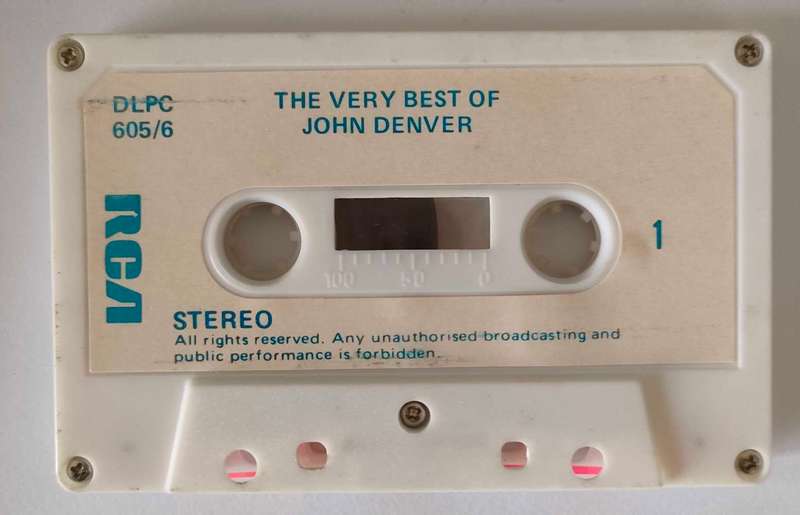 DLPC
605/6
THE VERY BEST OF
JOHN DENVER
RCA
1
100 50 0
STEREO
All rights reserved. Any unauthorised broadcasting and
public performance is forbidden.